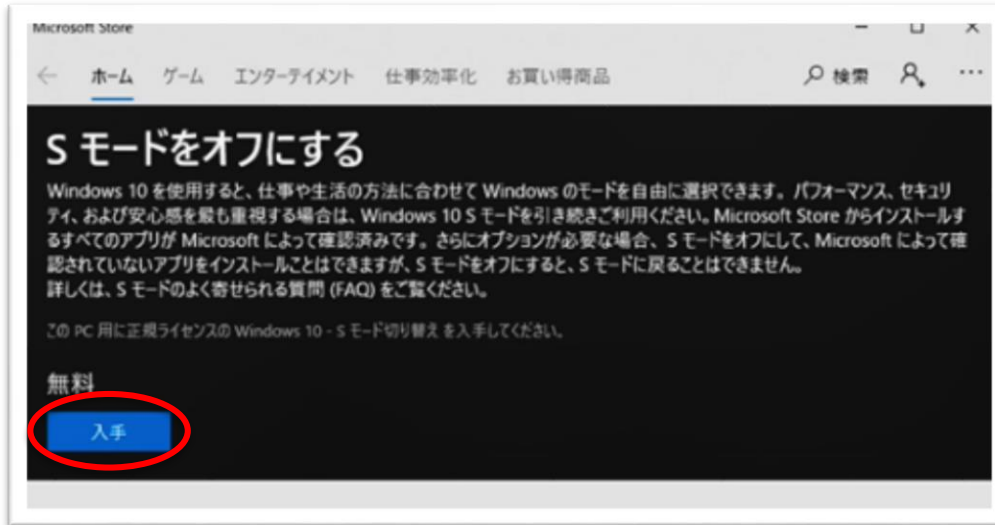 Microsoft Store
ホーム ゲーム エンターテイメント 仕事効率化 お買い得商品 検索
S モードをオフにする
Windows 10 を使用すると、仕事や生活の方法に合わせて Windows のモードを自由に選択できます。パフォーマンス、セキュリ
ティ、および安心感を最も重視する場合は、Windows 10 S モードを引き続きご利用ください。Microsoft Store からインストールす
るすべてのアプリが Microsoft によって確認済みです。さらにオプションが必要な場合、S モードをオフにして、Microsoft によって確
認されていないアプリをインストールことはできますが、S モードをオフにすると、S モードに戻ることはできません。
詳しくは、S モードのよく寄せられる質問 (FAQ) をご覧ください。
この PC 用に正規ライセンスの Windows 10 - S モード切り替え を入手してください。
無料
入手